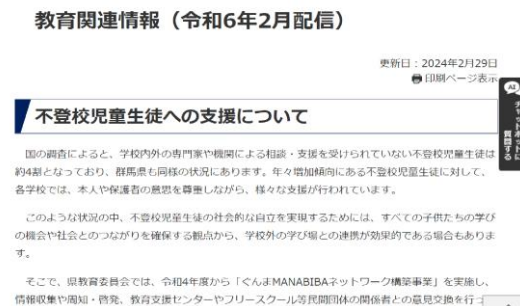 教育関連情報（令和6年2月配信）
更新日：2024年2月29日
印刷ページ表示
AI
チャットボットに
質問する
不登校児童生徒への支援について
国の調査によると、学校内外の専門家や機関による相談・支援を受けられていない不登校児童生徒は
約4割となっており、群馬県も同様の状況にあります。年々増加傾向にある不登校児童生徒に対して、
各学校では、本人や保護者の意思を尊重しながら、様々な支援が行われています。
このような状況の中、不登校児童生徒の社会的な自立を実現するためには、すべての子供たちの学び
の機会や社会とのつながりを確保する観点から、学校外の学び場との連携が効果的である場合もありま
す。
そこで、県教育委員会では、令和4年度から「ぐんまMANABIBAネットワーク構築事業」を実施し、
情報収集や周知・啓発、教育支援センターやフリースクール等民間団体の関係者との意見交換を行っ